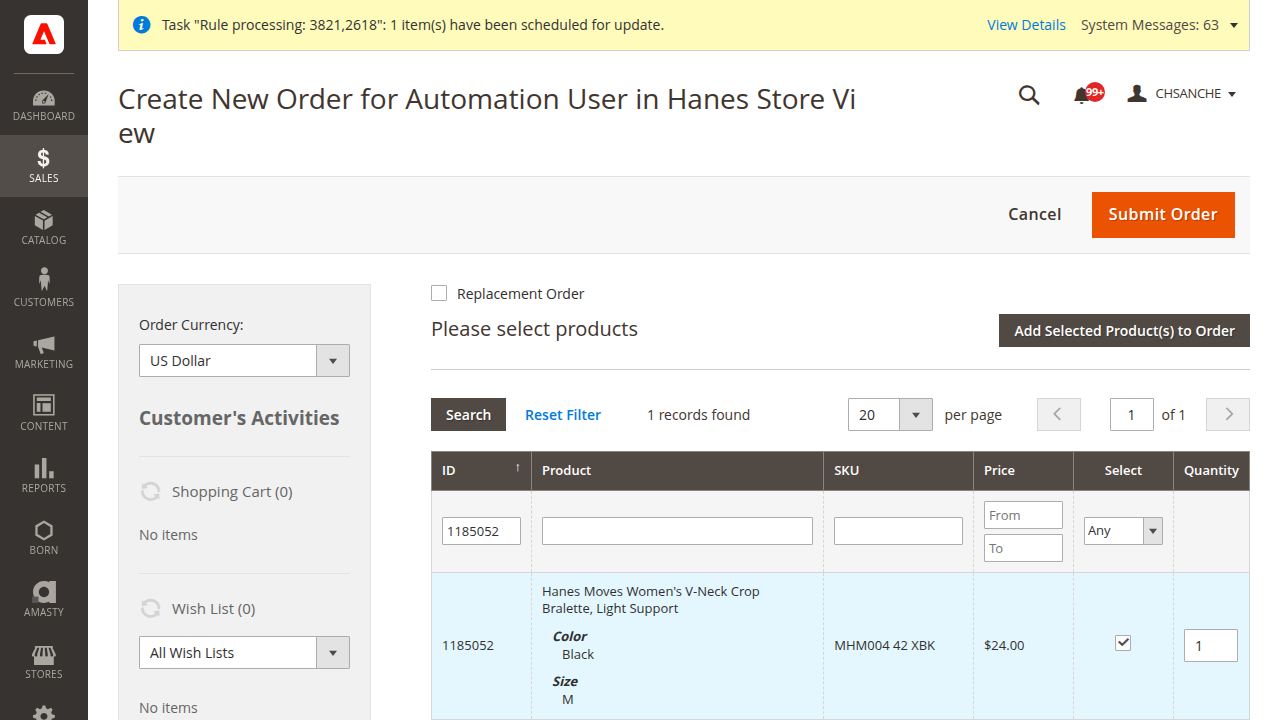 Task "Rule processing: 3821,2618": 1 item(s) have been scheduled for update.
View Details
System Messages: 63
Create New Order for Automation User in Hanes Store Vi
ew
99+
CHSANCHE
DASHBOARD
SALES
CATALOG
CUSTOMERS
MARKETING
CONTENT
REPORTS
BORN
AMASTY
STORES
Cancel
Submit Order
Order Currency:
US Dollar
Customer's Activities
Shopping Cart (0)
No items
Wish List (0)
All Wish Lists
No items
Replacement Order
Please select products
Add Selected Product(s) to Order
Search
Reset Filter
1 records found
20
per page
1
of 1
ID ↑ Product SKU Price Select Quantity
1185052
From
To
Any
Hanes Moves Women's V-Neck Crop
Bralette, Light Support
Color
Black
Size
M
1185052
MHM004 42 XBK
$24.00
1